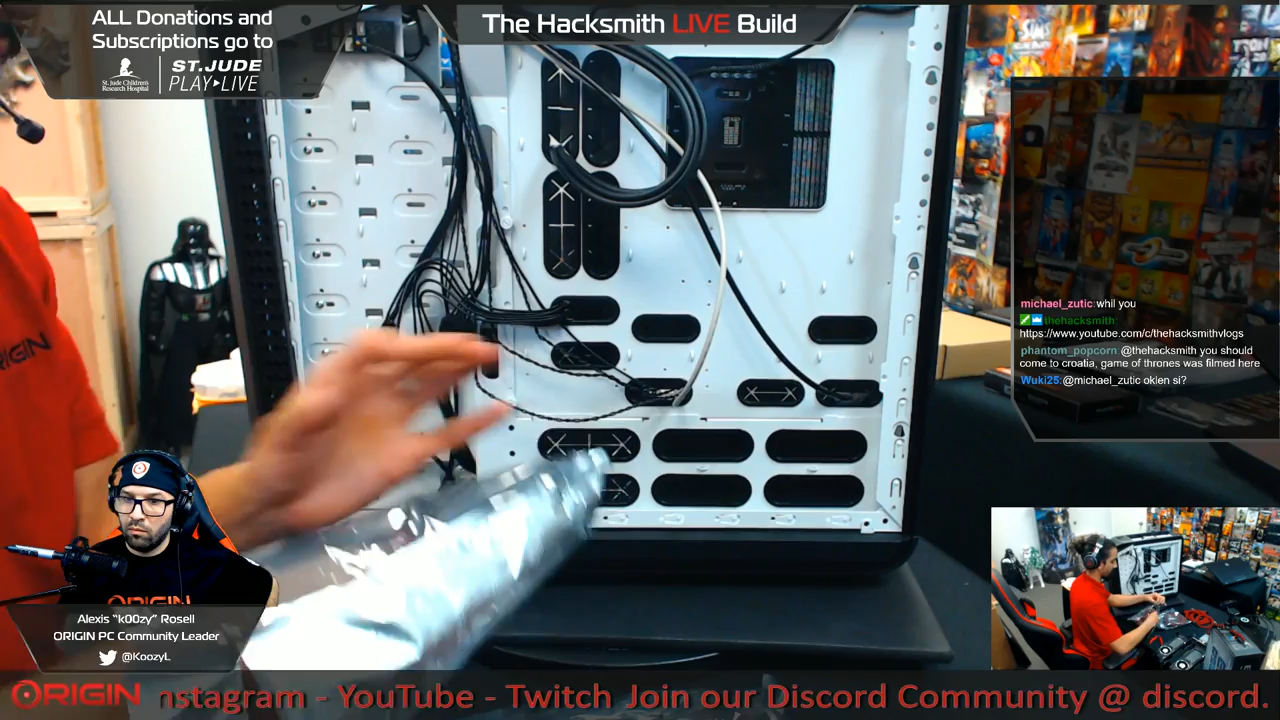 ALL Donations and
Subscriptions go to
St. Jude Children's
Research Hospital
ST. JUDE
PLAY LIVE
The Hacksmith LIVE Build
michael_zutic:whil you
thehacksmith:
https://www.youtube.com/c/thehacksmithvlogs
phantom_popcorn: @thehacksmith you should
come to croatia, game of thrones was filmed here
Wuki25:@michael_zutic oklen si?
ORIGIN
ORIGIN
Alexis "k00zy" Rosell
ORIGIN PC Community Leader
@KoozyL
ORIGIN nstagram - YouTube - Twitch Join our Discord Community @ discord.